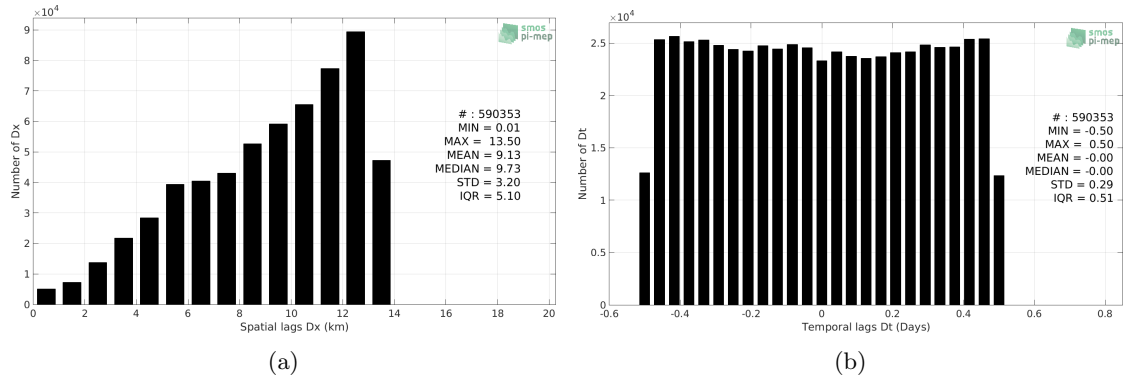 ×10⁴
9
8
7
6
5
4
3
2
1
0
Number of Dx
0 2 4 6 8 10 12 14 16 18 20
Spatial lags Dx (km)
smos
pi-mep
# : 590353
MIN = 0.01
MAX = 13.50
MEAN = 9.13
MEDIAN = 9.73
STD = 3.20
IQR = 5.10
(a)
×10⁴
2.5
2
1.5
1
0.5
0
Number of Dt
-0.6 -0.4 -0.2 0 0.2 0.4 0.6 0.8
Temporal lags Dt (Days)
smos
pi-mep
# : 590353
MIN = -0.50
MAX = 0.50
MEAN = -0.00
MEDIAN = -0.00
STD = 0.29
IQR = 0.51
(b)